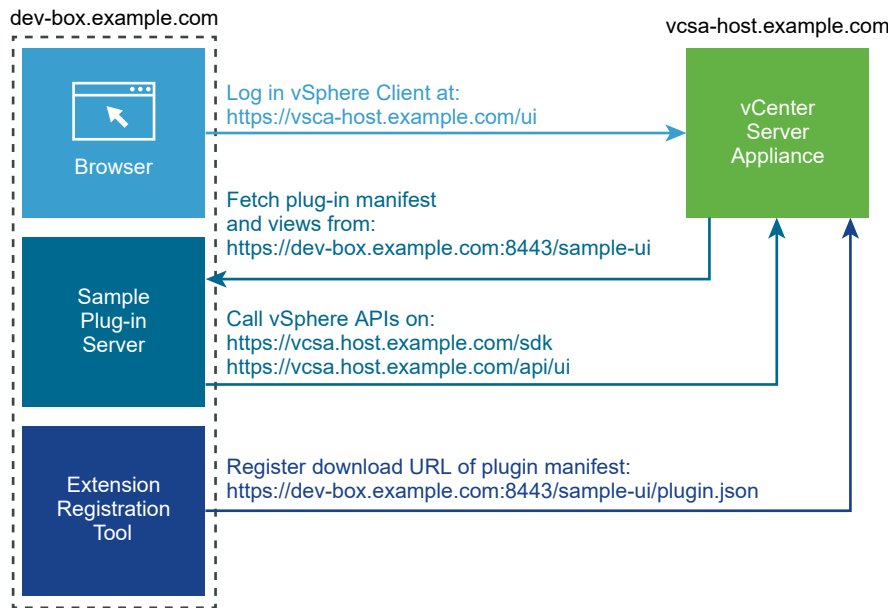 dev-box.example.com
vcsa-host.example.com
Browser
Log in vSphere Client at:
https://vsca-host.example.com/ui
vCenter
Server
Appliance
Fetch plug-in manifest
and views from:
https://dev-box.example.com:8443/sample-ui
Sample
Plug-in
Server
Call vSphere APIs on:
https://vcsa.host.example.com/sdk
https://vcsa.host.example.com/api/ui
Extension
Registration
Tool
Register download URL of plugin manifest:
https://dev-box.example.com:8443/sample-ui/plugin.json